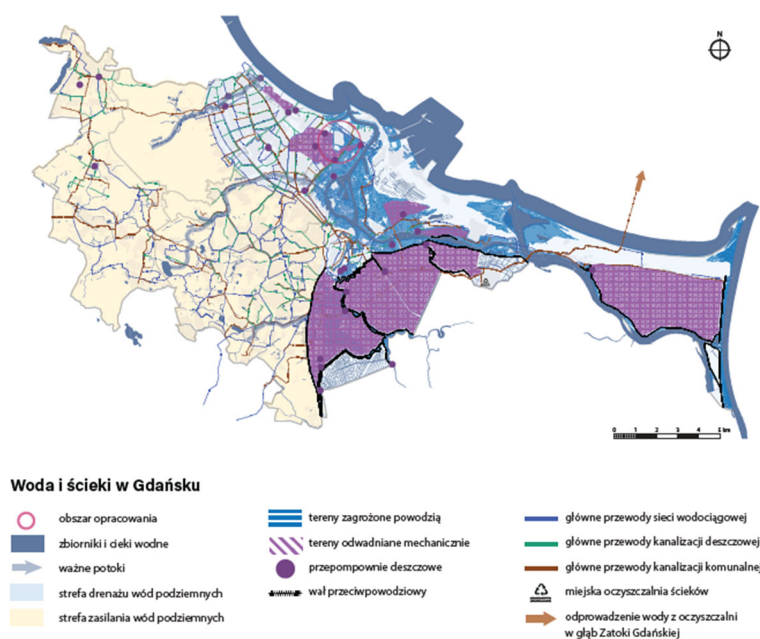 N
0 1 2 3 4 5 km
Woda i ścieki w Gdańsku
obszar opracowania
zbiorniki i cieki wodne
ważne potoki
strefa drenażu wód podziemnych
strefa zasilania wód podziemnych
tereny zagrożone powodzią
tereny odwadniane mechanicznie
przepompownie deszczowe
wał przeciwpowodziowy
główne przewody sieci wodociągowej
główne przewody kanalizacji deszczowej
główne przewody kanalizacji komunalnej
miejska oczyszczalnia ścieków
odprowadzenie wody z oczyszczalni
w głąb Zatoki Gdańskiej